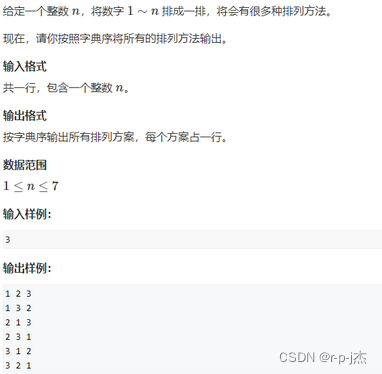 给定一个整数 n，将数字 1 ∼ n 排成一排，将会有很多种排列方法。
现在，请你按照字典序将所有的排列方法输出。
输入格式
共一行，包含一个整数 n。
输出格式
按字典序输出所有排列方案，每个方案占一行。
数据范围
1 ≤ n ≤ 7
输入样例：
3
输出样例：
1 2 3
1 3 2
2 1 3
2 3 1
3 1 2
3 2 1
CSDN @r-p-j杰